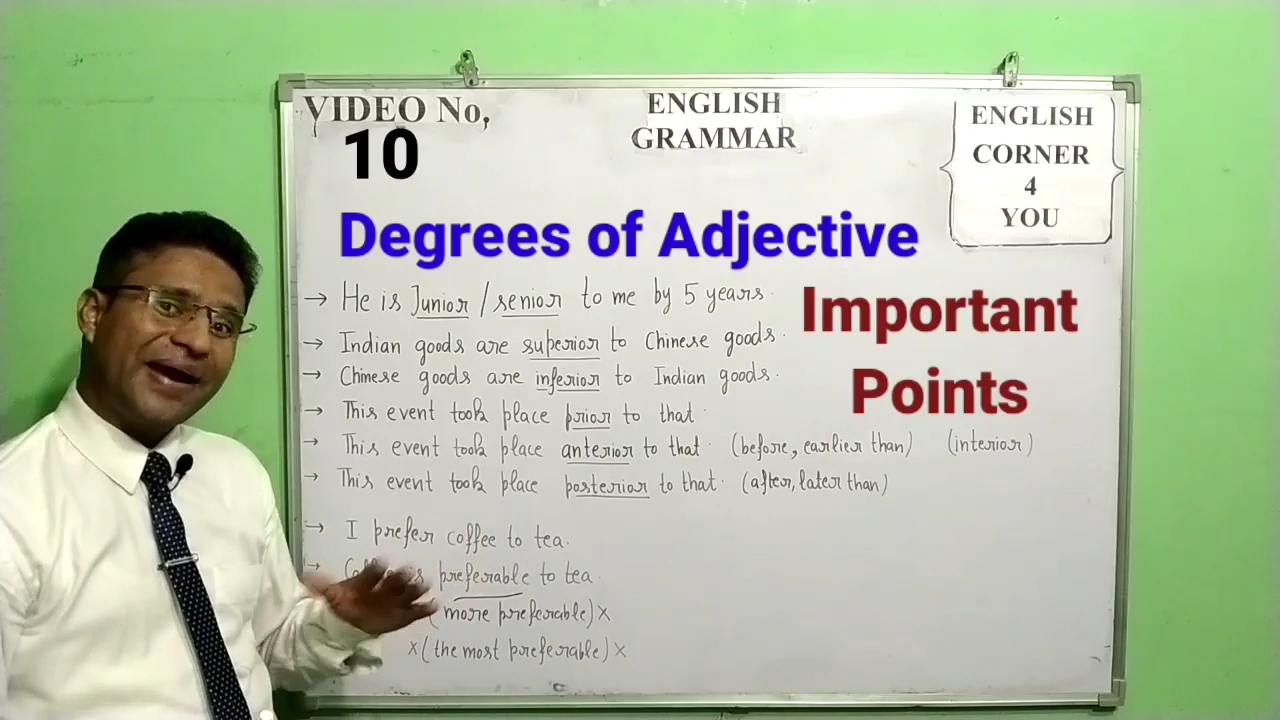 VIDEO No,
10
ENGLISH
GRAMMAR
ENGLISH
CORNER
4
YOU
Degrees of Adjective
Important
Points
→ He is Junior / senior to me by 5 years.
→ Indian goods are superior to Chinese goods.
→ Chinese goods are inferior to Indian goods.
→ This event took place prior to that.
→ This event took place anterior to that. (before, earlier than) (interior)
→ This event took place posterior to that. (after, later than)
→ I prefer coffee to tea.
→ is preferable to tea.
(more preferable) ×
× (the most preferable) ×